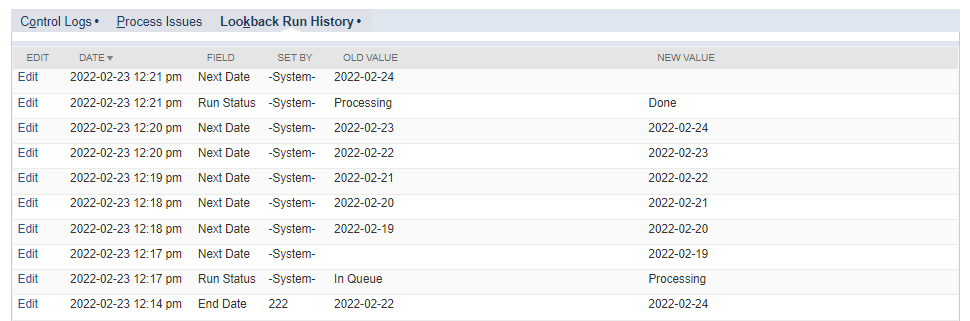 Control Logs • Process Issues Lookback Run History •
EDIT DATE ▼ FIELD SET BY OLD VALUE NEW VALUE
Edit 2022-02-23 12:21 pm Next Date -System- 2022-02-24
Edit 2022-02-23 12:21 pm Run Status -System- Processing Done
Edit 2022-02-23 12:20 pm Next Date -System- 2022-02-23 2022-02-24
Edit 2022-02-23 12:20 pm Next Date -System- 2022-02-22 2022-02-23
Edit 2022-02-23 12:19 pm Next Date -System- 2022-02-21 2022-02-22
Edit 2022-02-23 12:18 pm Next Date -System- 2022-02-20 2022-02-21
Edit 2022-02-23 12:18 pm Next Date -System- 2022-02-19 2022-02-20
Edit 2022-02-23 12:17 pm Next Date -System- 2022-02-19
Edit 2022-02-23 12:17 pm Run Status -System- In Queue Processing
Edit 2022-02-23 12:14 pm End Date 222 2022-02-22 2022-02-24